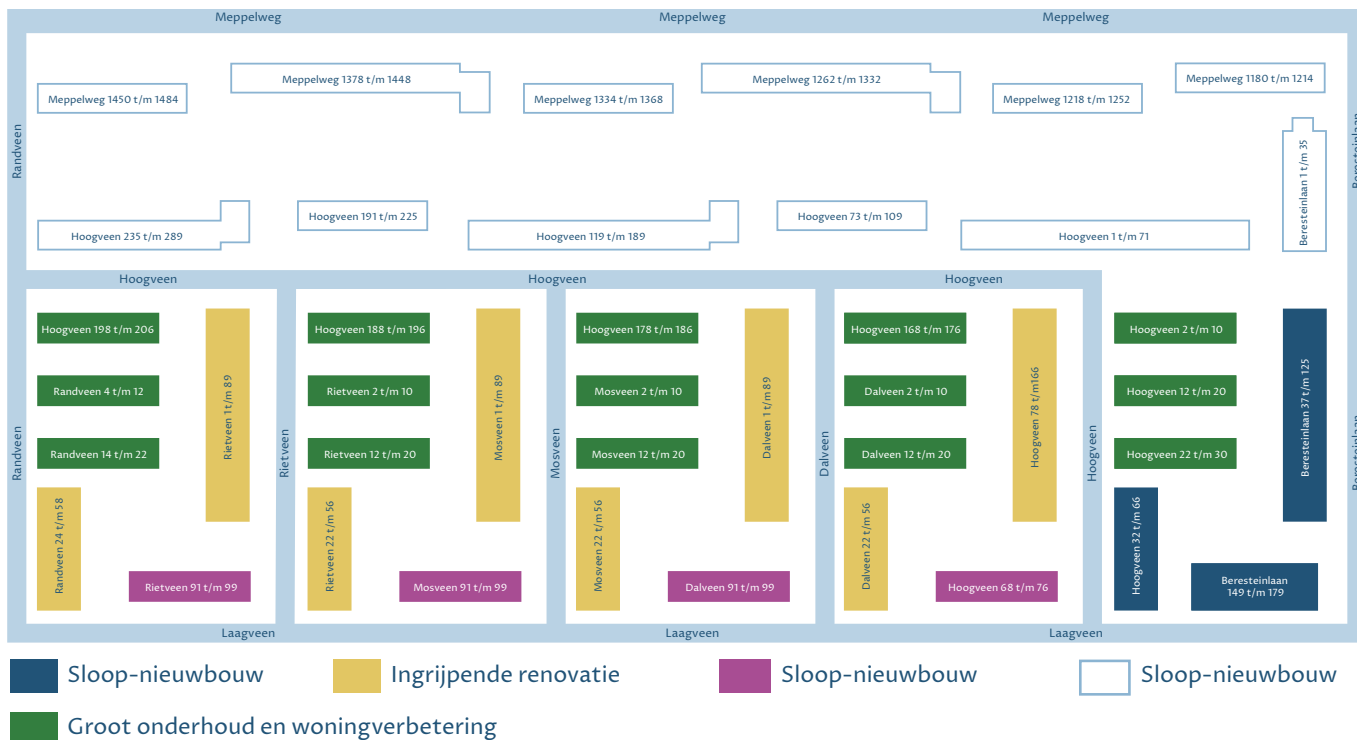 Meppelweg
Meppelweg
Meppelweg
Meppelweg 1450 t/m 1484
Meppelweg 1378 t/m 1448
Meppelweg 1334 t/m 1368
Meppelweg 1262 t/m 1332
Meppelweg 1218 t/m 1252
Meppelweg 1180 t/m 1214
Randveen
Beresteinlaan
Beresteinlaan 1 t/m 35
Hoogveen 235 t/m 289
Hoogveen 191 t/m 225
Hoogveen 119 t/m 189
Hoogveen 73 t/m 109
Hoogveen 1 t/m 71
Hoogveen
Hoogveen
Hoogveen
Hoogveen 198 t/m 206
Randveen 4 t/m 12
Randveen 14 t/m 22
Rietveen 1 t/m 89
Randveen
Randveen 24 t/m 58
Rietveen 91 t/m 99
Rietveen
Hoogveen 188 t/m 196
Rietveen 2 t/m 10
Rietveen 12 t/m 20
Mosveen 1 t/m 89
Rietveen 22 t/m 56
Mosveen 91 t/m 99
Mosveen
Hoogveen 178 t/m 186
Mosveen 2 t/m 10
Mosveen 12 t/m 20
Dalveen 1 t/m 89
Mosveen 22 t/m 56
Dalveen 91 t/m 99
Dalveen
Hoogveen 168 t/m 176
Dalveen 2 t/m 10
Dalveen 12 t/m 20
Hoogveen 78 t/m166
Dalveen 22 t/m 56
Hoogveen 68 t/m 76
Hoogveen
Hoogveen 2 t/m 10
Hoogveen 12 t/m 20
Hoogveen 22 t/m 30
Beresteinlaan 37 t/m 125
Hoogveen 32 t/m 66
Beresteinlaan
149 t/m 179
Beresteinlaan
Laagveen
Laagveen
Laagveen
Sloop-nieuwbouw
Ingrijpende renovatie
Sloop-nieuwbouw
Sloop-nieuwbouw
Groot onderhoud en woningverbetering